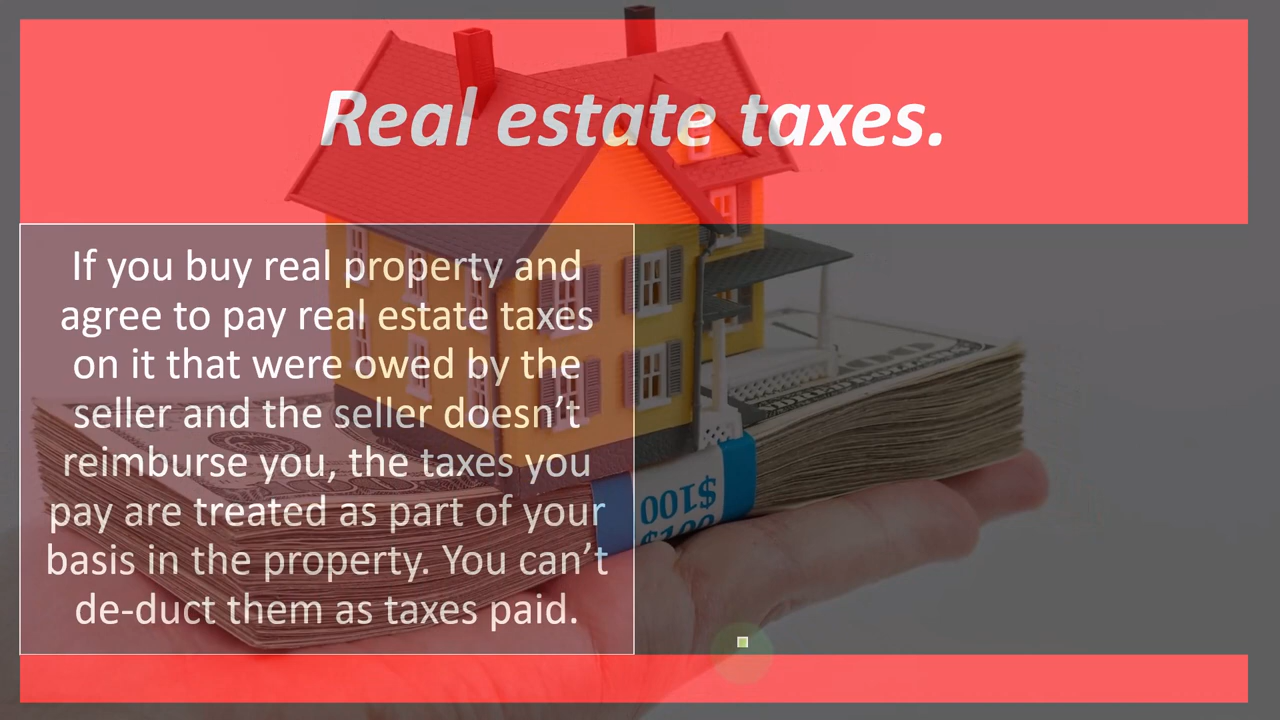 Real estate taxes.
If you buy real property and
agree to pay real estate taxes
on it that were owed by the
seller and the seller doesn’t
reimburse you, the taxes you
pay are treated as part of your
basis in the property. You can’t
de-duct them as taxes paid.
$100
$100